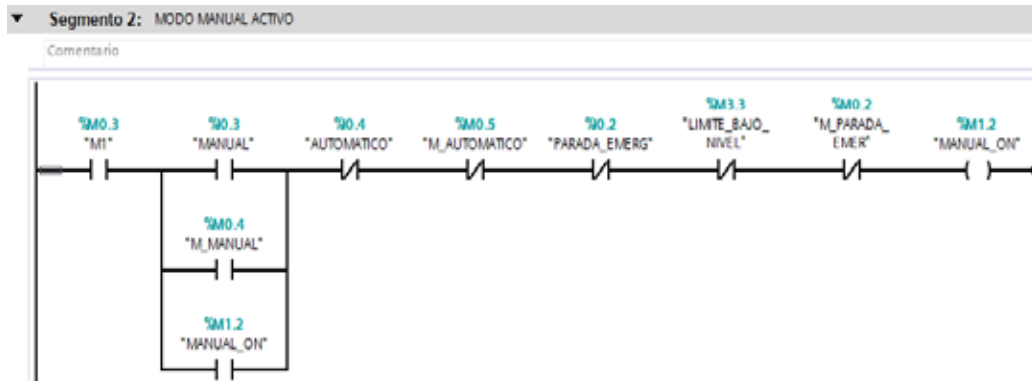 Segmento 2: MODO MANUAL ACTIVO
Comentario
%M0.3
"M1"
%I0.3
"MANUAL"
%I0.4
"AUTOMATICO"
%M0.5
"M_AUTOMATICO"
%I0.2
"PARADA_EMERG"
%M3.3
"LIMITE_BAJO_
NIVEL"
%M0.2
"M_PARADA_
EMER"
%M1.2
"MANUAL_ON"
%M0.4
"M_MANUAL"
%M1.2
"MANUAL_ON"